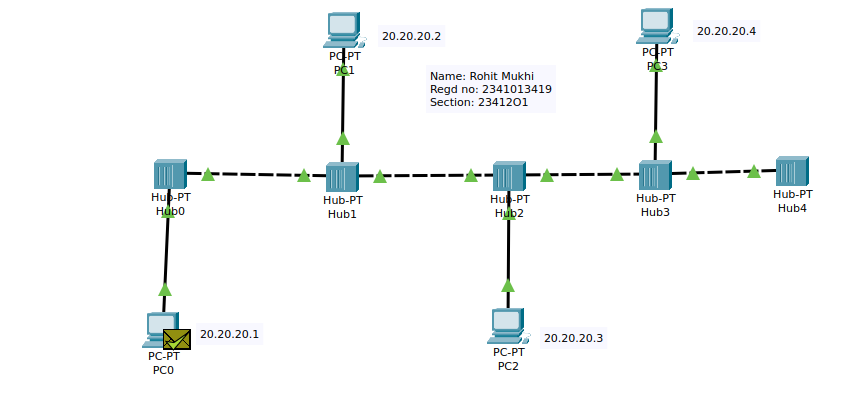 20.20.20.2
PC-PT
PC1
20.20.20.4
PC-PT
PC3
Name: Rohit Mukhi
Regd no: 2341013419
Section: 23412O1
Hub-PT
Hub0
Hub-PT
Hub1
Hub-PT
Hub2
Hub-PT
Hub3
Hub-PT
Hub4
20.20.20.1
PC-PT
PC0
20.20.20.3
PC-PT
PC2